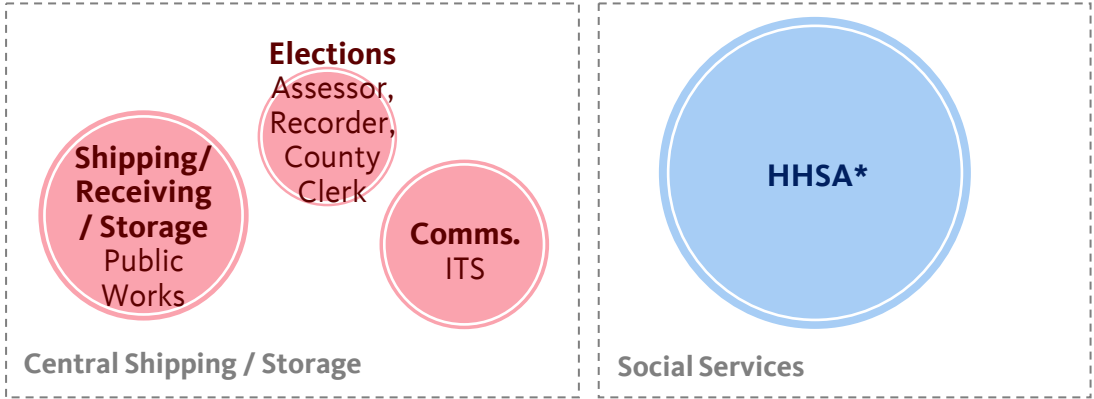 Elections
Assessor,
Recorder,
County
Clerk
Shipping/
Receiving
/ Storage
Public
Works
Comms.
ITS
Central Shipping / Storage
HHSA*
Social Services